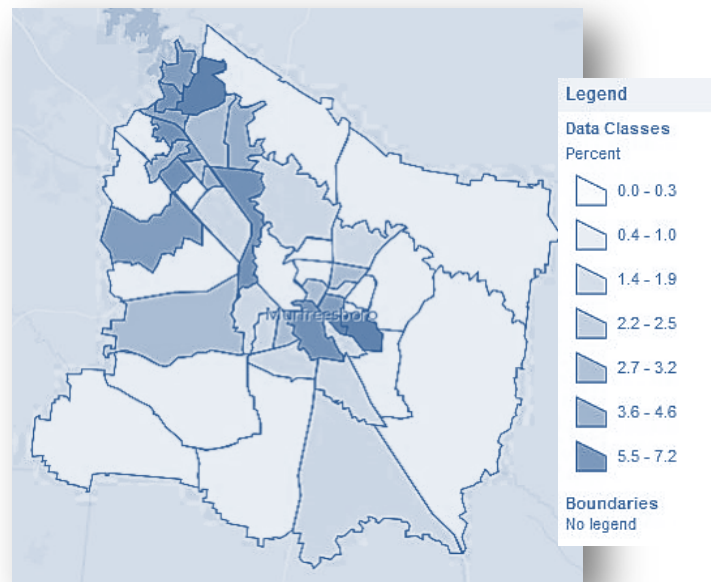 Murfreesboro
Legend
Data Classes
Percent
0.0 - 0.3
0.4 - 1.0
1.4 - 1.9
2.2 - 2.5
2.7 - 3.2
3.6 - 4.6
5.5 - 7.2
Boundaries
No legend